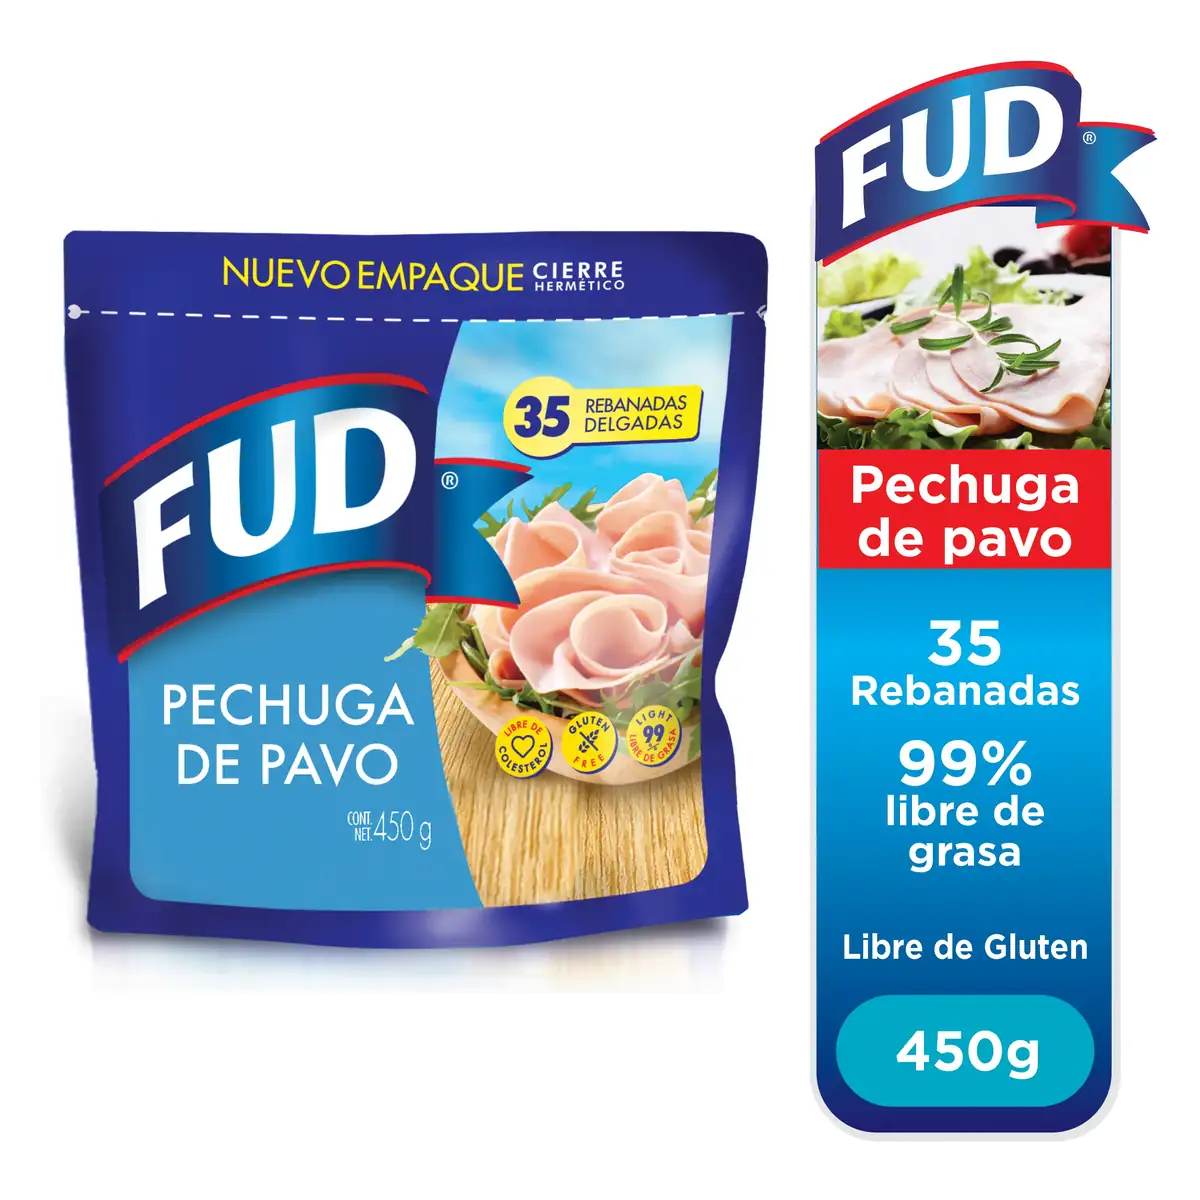 NUEVO EMPAQUE CIERRE HERMÉTICO
FUD®
35 REBANADAS
DELGADAS
PECHUGA
DE PAVO
CONT. NET. 450 g
LIBRE DE COLESTEROL
GLUTEN FREE
LIGHT 99% LIBRE DE GRASA
FUD®
Pechuga
de pavo
35
Rebanadas
99%
libre de
grasa
Libre de Gluten
450g